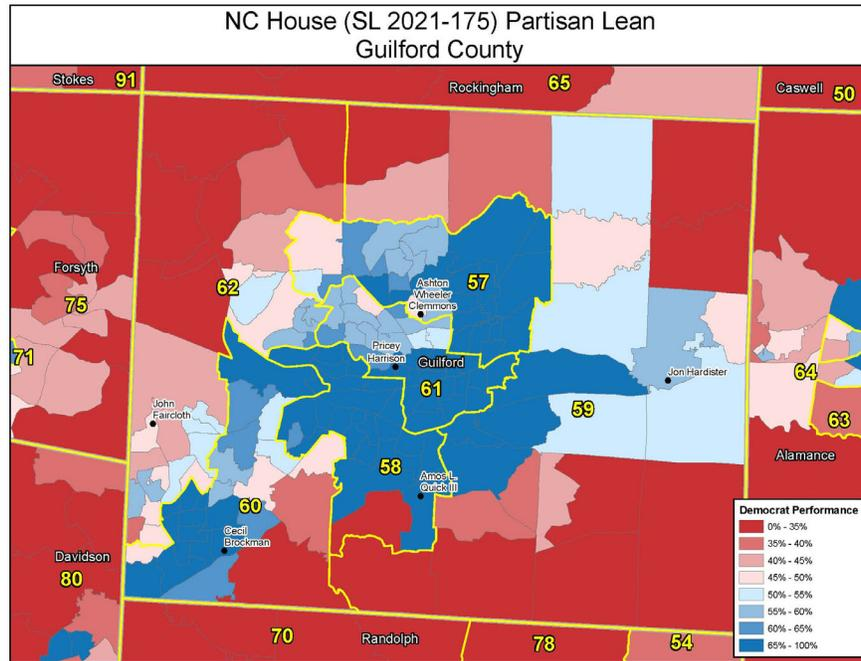 NC House (SL 2021-175) Partisan Lean
Guilford County
Stokes
91
Rockingham
65
Caswell
50
Forsyth
75
62
57
Ashton
Wheeler
Clemmons
71
Pricey
Harrison
Guilford
61
Jon Hardister
64
63
John
Faircloth
59
58
Alamance
60
Amos L.
Quick III
Cecil
Brockman
Davidson
80
70
Randolph
78
54
Democrat Performance
0% - 35%
35% - 40%
40% - 45%
45% - 50%
50% - 55%
55% - 60%
60% - 65%
65% - 100%